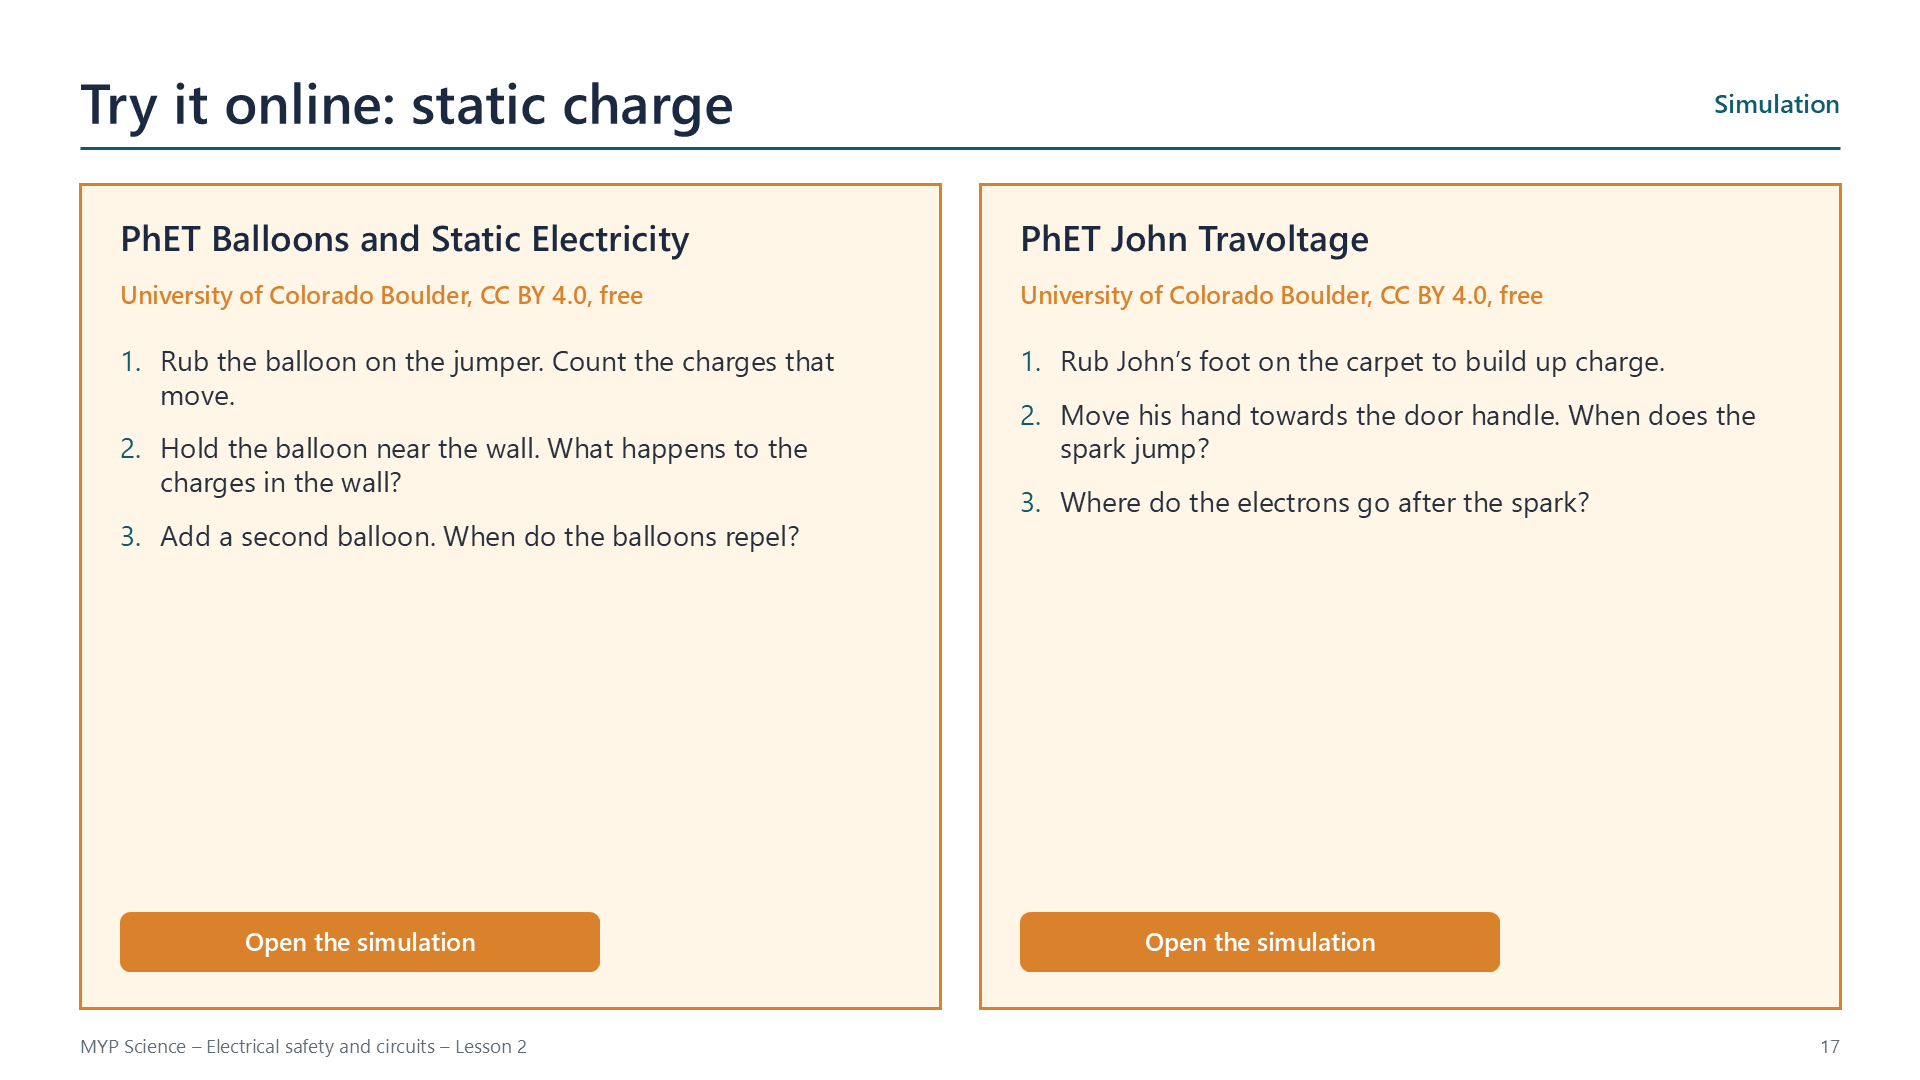 Try it online: static charge
Simulation
PhET Balloons and Static Electricity
University of Colorado Boulder, CC BY 4.0, free
1. Rub the balloon on the jumper. Count the charges that
move.
2. Hold the balloon near the wall. What happens to the
charges in the wall?
3. Add a second balloon. When do the balloons repel?
Open the simulation
PhET John Travoltage
University of Colorado Boulder, CC BY 4.0, free
1. Rub John’s foot on the carpet to build up charge.
2. Move his hand towards the door handle. When does the
spark jump?
3. Where do the electrons go after the spark?
Open the simulation
MYP Science – Electrical safety and circuits – Lesson 2
17